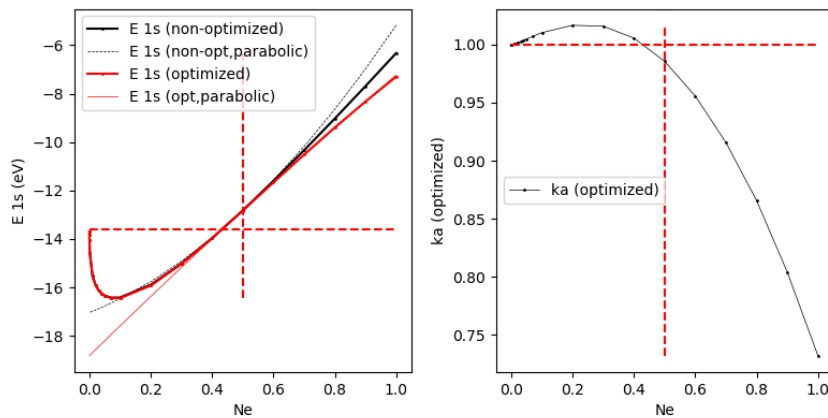 E 1s (non-optimized)
E 1s (non-opt,parabolic)
E 1s (optimized)
E 1s (opt,parabolic)
E 1s (eV)
−6
−8
−10
−12
−14
−16
−18
0.0 0.2 0.4 0.6 0.8 1.0
Ne
ka (optimized)
ka (optimized)
1.00
0.95
0.90
0.85
0.80
0.75
0.0 0.2 0.4 0.6 0.8 1.0
Ne